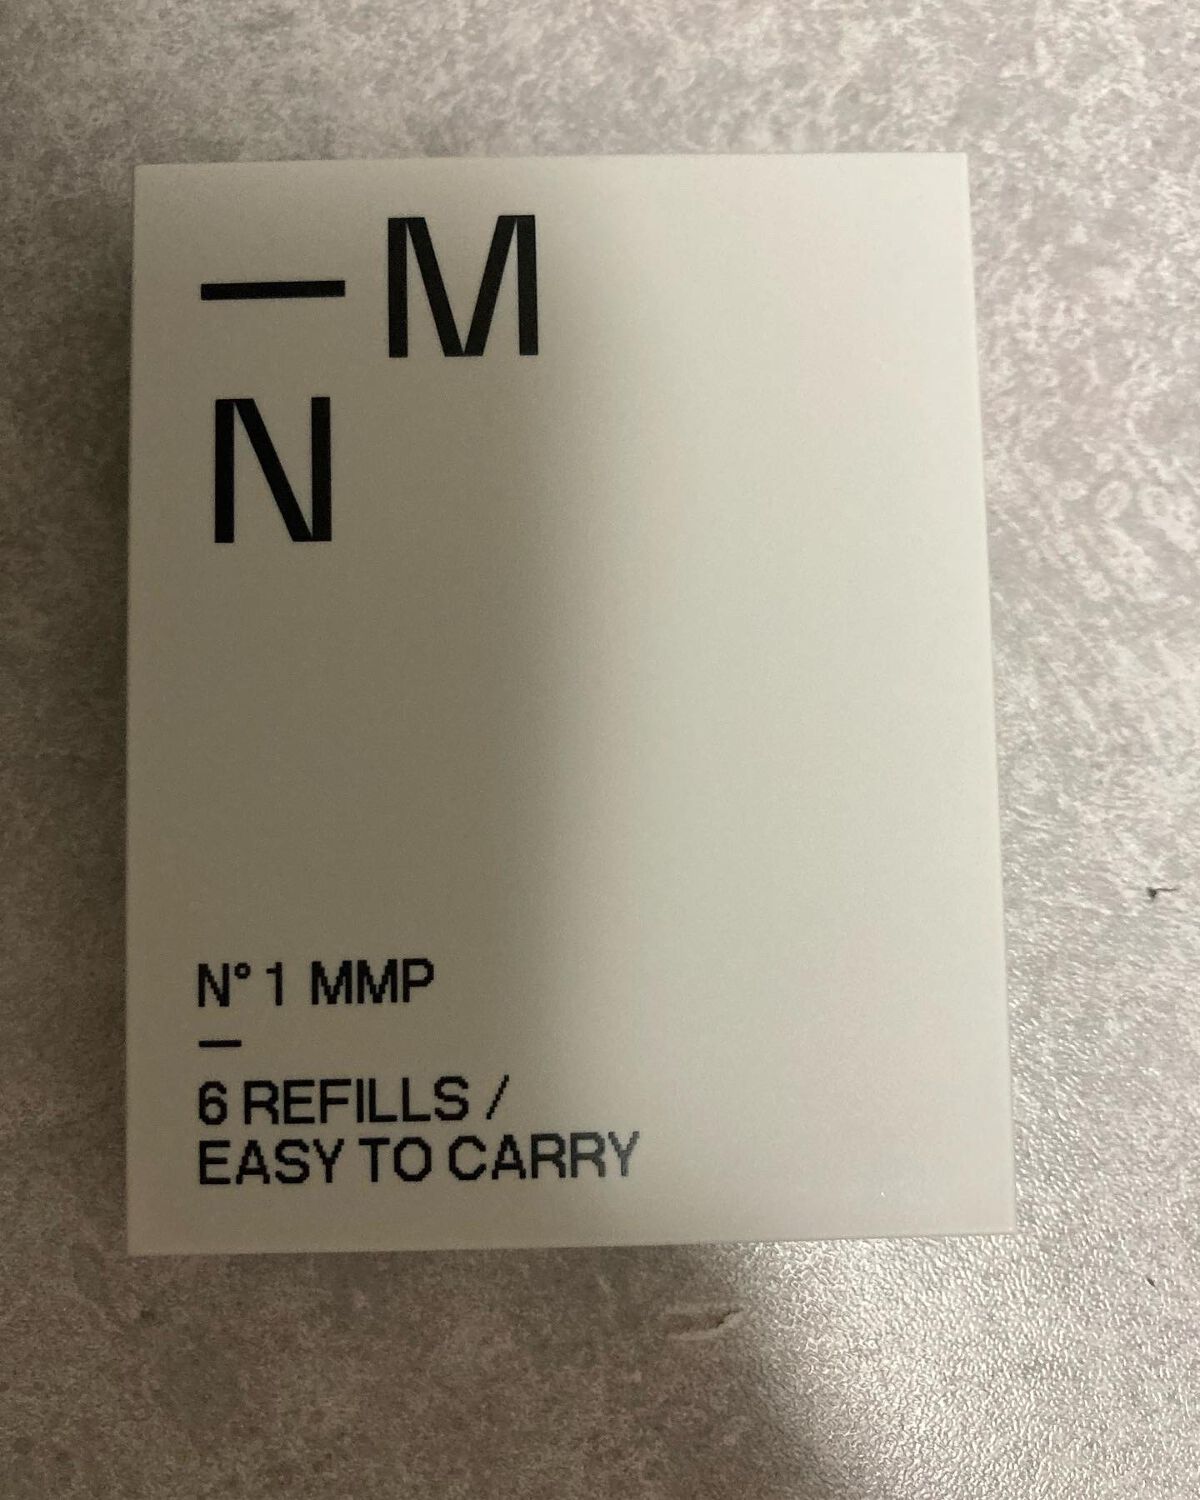 —M
N
N° 1 MMP
—
6 REFILLS /
EASY TO CARRY